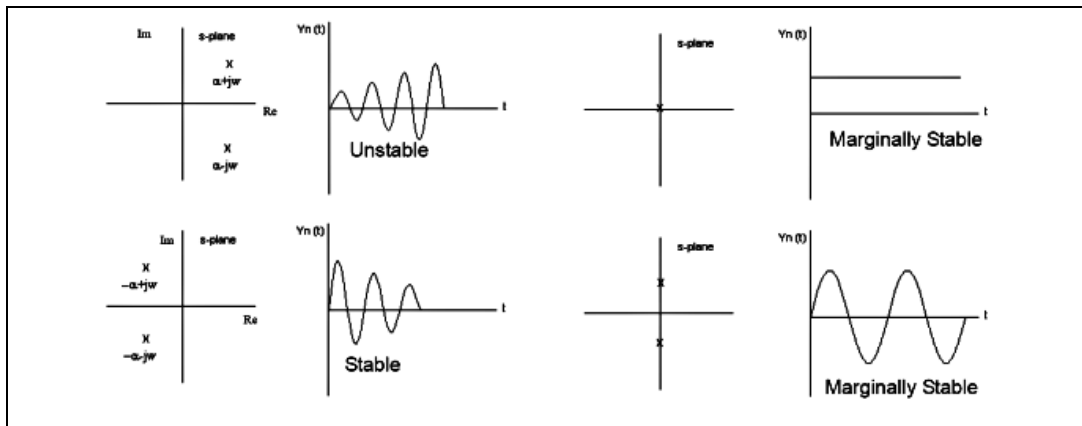 Im
s-plane
X
α+jw
Re
X
α-jw
Yn (t)
t
Unstable
s-plane
x
Yn (t)
t
Marginally Stable
Im
s-plane
X
-α+jw
Re
X
-α-jw
Yn (t)
t
Stable
s-plane
x
x
Yn (t)
t
Marginally Stable